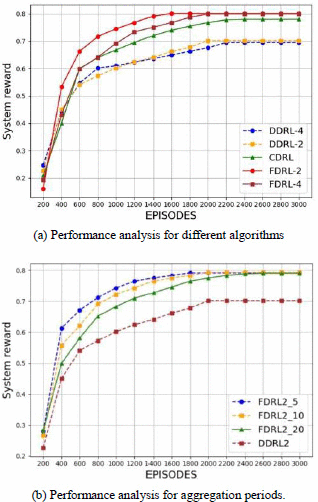 0.8
0.7
0.6
0.5
0.4
0.3
0.2
System reward
DDRL-4
DDRL-2
CDRL
FDRL-2
FDRL-4
200 400 600 800 1000 1200 1400 1600 1800 2000 2200 2400 2600 2800 3000
EPISODES
(a) Performance analysis for different algorithms
0.8
0.7
0.6
0.5
0.4
0.3
0.2
System reward
FDRL2_5
FDRL2_10
FDRL2_20
DDRL2
200 400 600 800 1000 1200 1400 1600 1800 2000 2200 2400 2600 2800 3000
EPISODES
(b) Performance analysis for aggregation periods.